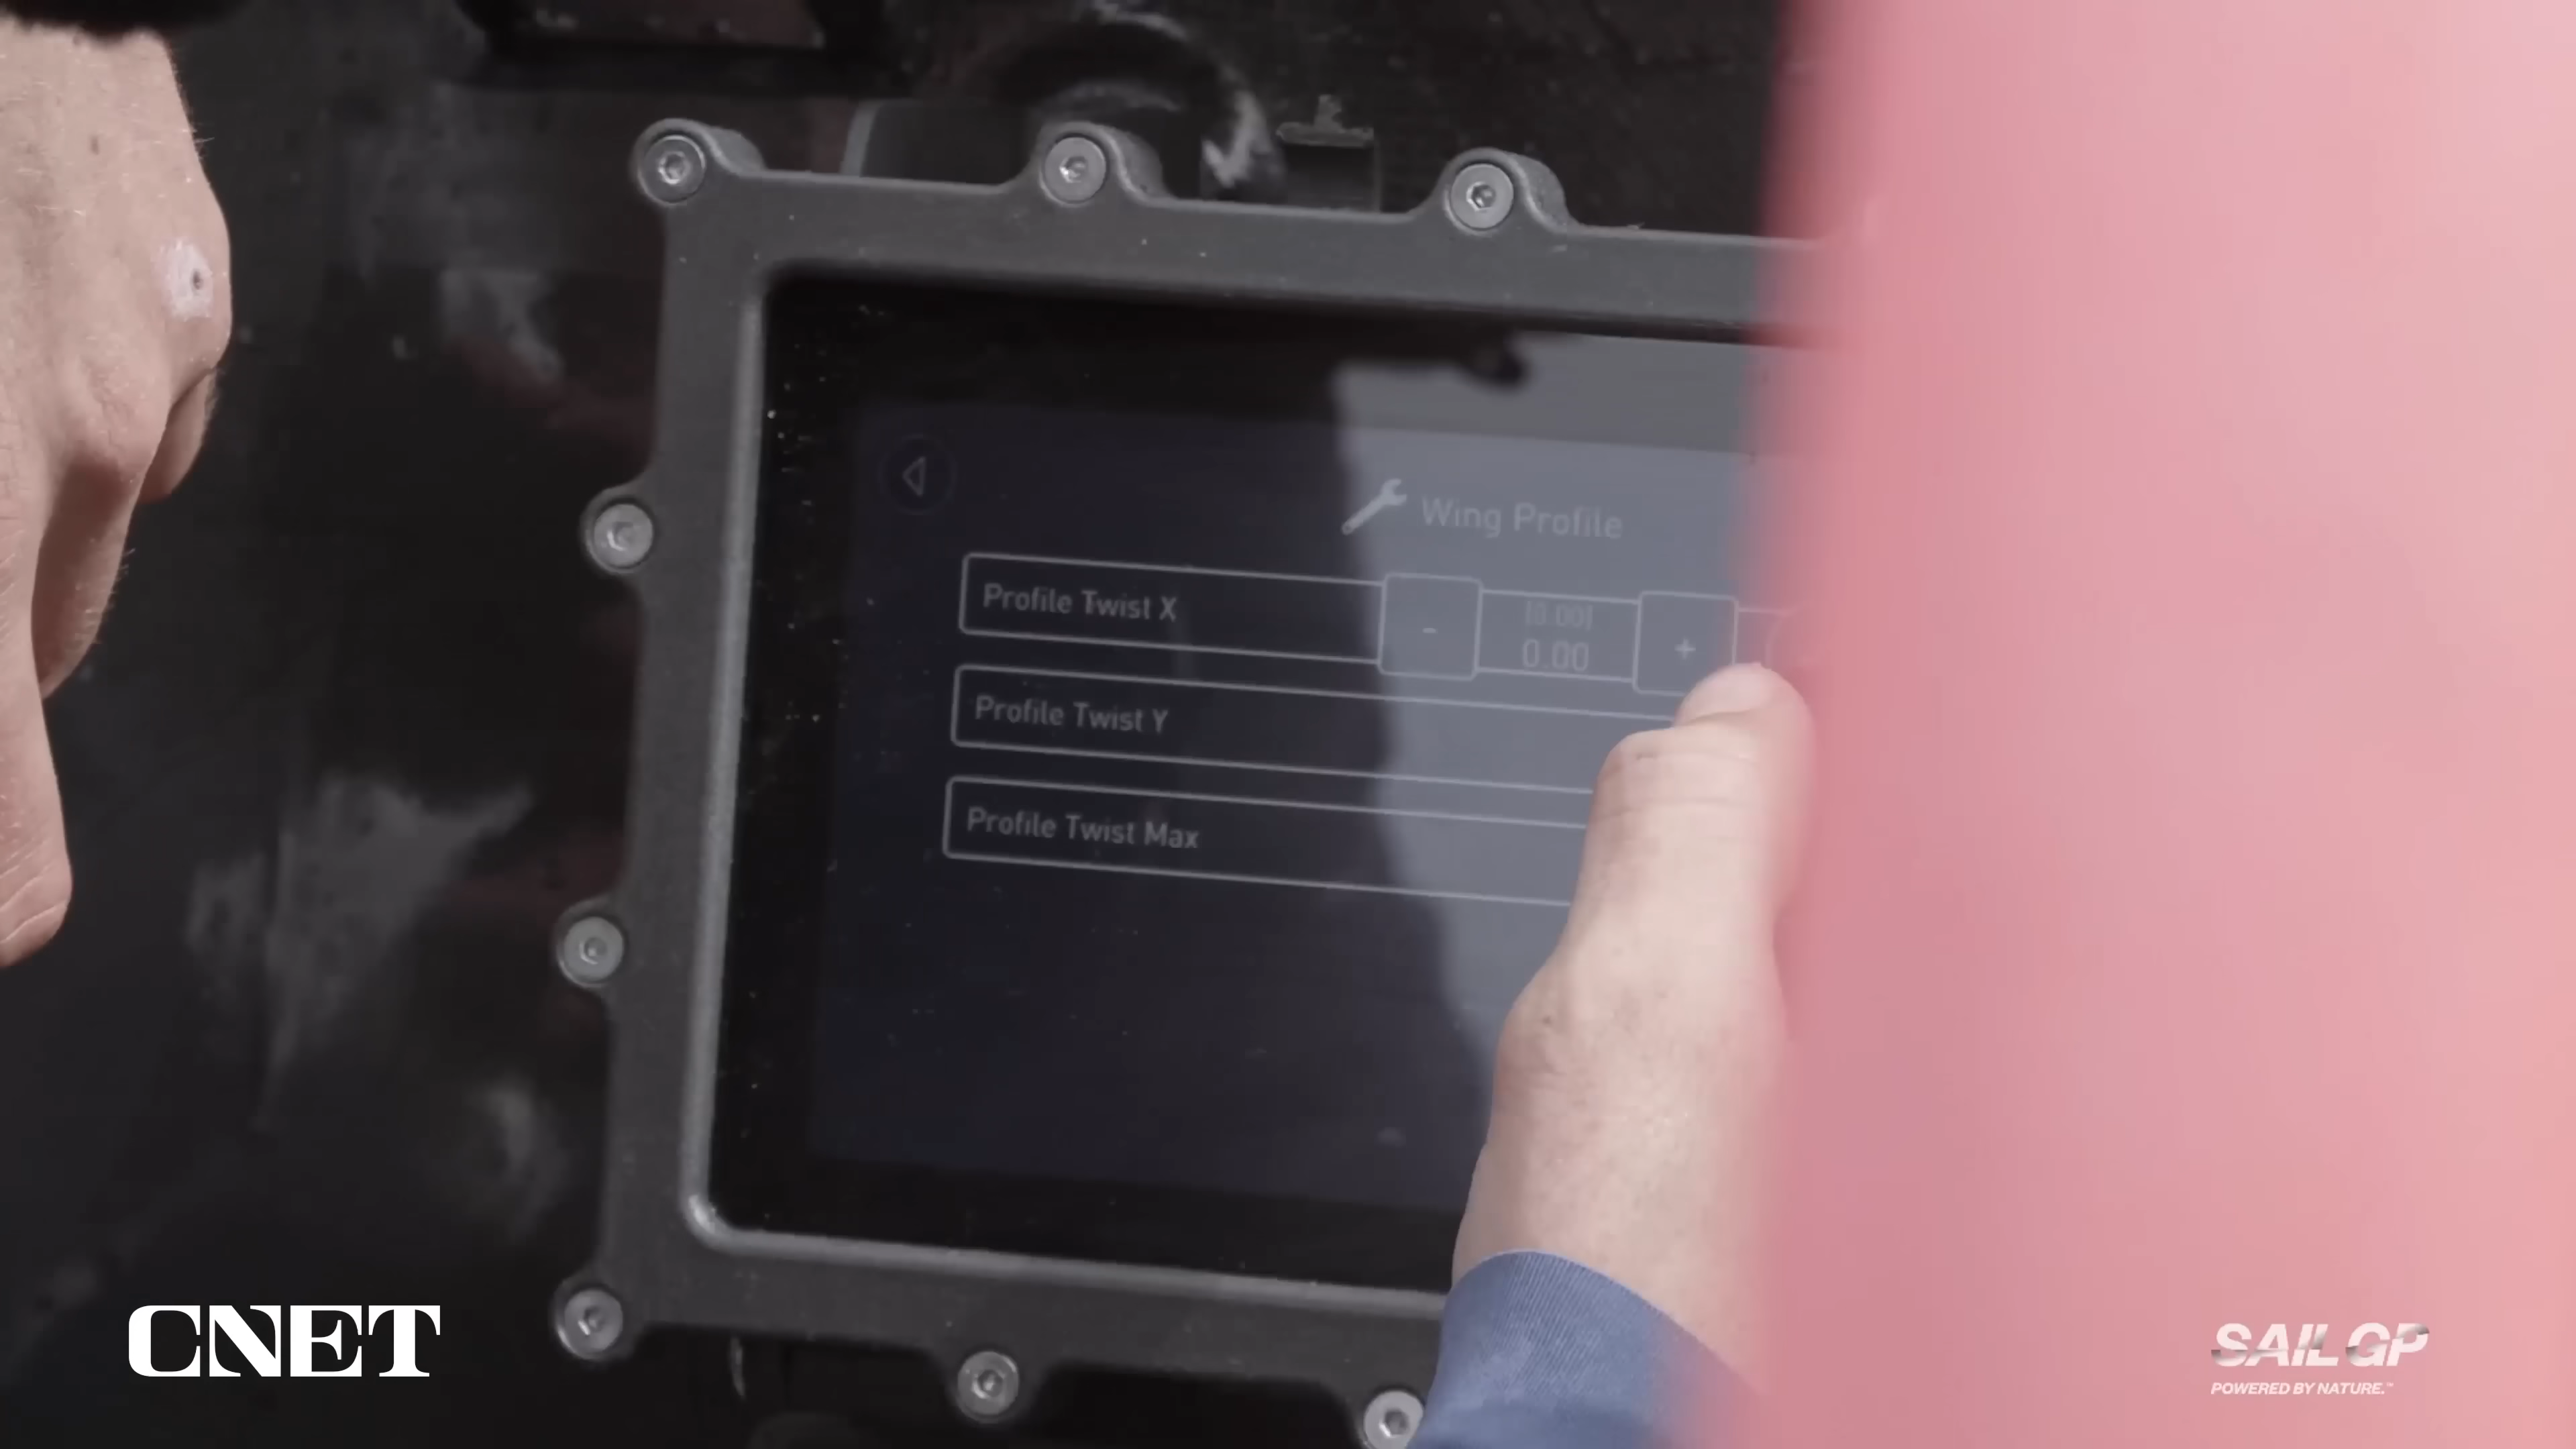 Wing Profile
Profile Twist X
-
[0.00]
0.00
+
Profile Twist Y
Profile Twist Max
CNET
SAIL GP
POWERED BY NATURE.™